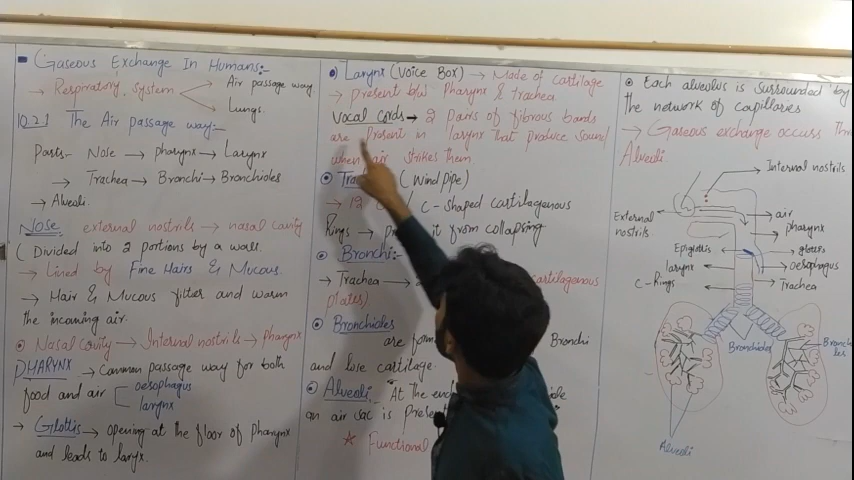 Gaseous Exchange In Humans:-
→ Respiratory system
Air passage way
Lungs.
10.2.1 The Air passage way:-
Parts- Nose → pharynx → Larynx
→ Trachea → Bronchi → Bronchioles
→ Alveoli.
Nose. external nostrils → nasal cavity
( Divided into 2 portions by a wall.
→ Lined by Fine Hairs & Mucous.
→ Hair & Mucous filter and warm
the incoming air.
Nasal cavity → Internal nostrils → pharynx
PHARYNX → Common passage way for both
food and air
oesophagus
larynx
→ Glottis → opening at the floor of pharynx
and leads to larynx.
Larynx (Voice Box) → Made of cartilage
→ present b/w Pharynx & trachea
Vocal cords → 2 pairs of fibrous bands
are present in larynx that produce sound
when air strikes them
( Wind pipe)
→ 12 / C-shaped cartilagenous
Rings → it from collapsing
Bronchi:-
→ Trachea → cartilagenous
plates)
Bronchioles
are Bronchi
and lose cartilage.
Alveoli. At the
an air sac is
* Functional
Each alveolus is surrounded by
the network of capillaries
→ Gaseous exchange occurs
Alveoli
Internal nostrils
External nostrils
air
pharynx
Epiglottis
glottis
larynx
oesophagus
C-Rings
Trachea
Bronchioles
Alveoli